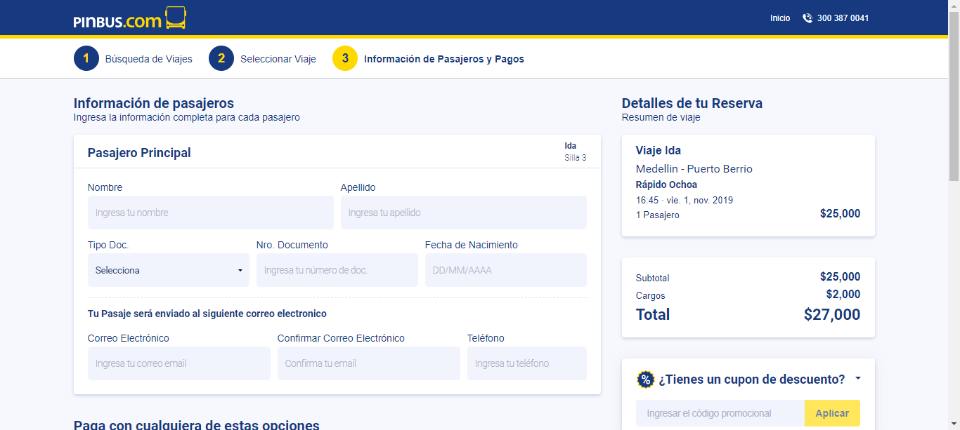 PINBUS.com
Inicio 300 387 0041
1 Búsqueda de Viajes 2 Seleccionar Viaje 3 Información de Pasajeros y Pagos
Información de pasajeros
Ingresa la información completa para cada pasajero
Pasajero Principal
Ida
Silla 3
Nombre Apellido
Ingresa tu nombre Ingresa tu apellido
Tipo Doc. Nro. Documento Fecha de Nacimiento
Selecciona Ingresa tu número de doc. DD/MM/AAAA
Tu Pasaje será enviado al siguiente correo electronico
Correo Electrónico Confirmar Correo Electrónico Teléfono
Ingresa tu correo email Confirma tu email Ingresa tu teléfono
Paga con cualquiera de estas opciones
Detalles de tu Reserva
Resumen de viaje
Viaje Ida
Medellin - Puerto Berrio
Rápido Ochoa
16:45 - vie. 1, nov. 2019
1 Pasajero $25,000
Subtotal $25,000
Cargos $2,000
Total $27,000
% ¿Tienes un cupon de descuento?
Ingresar el código promocional Aplicar